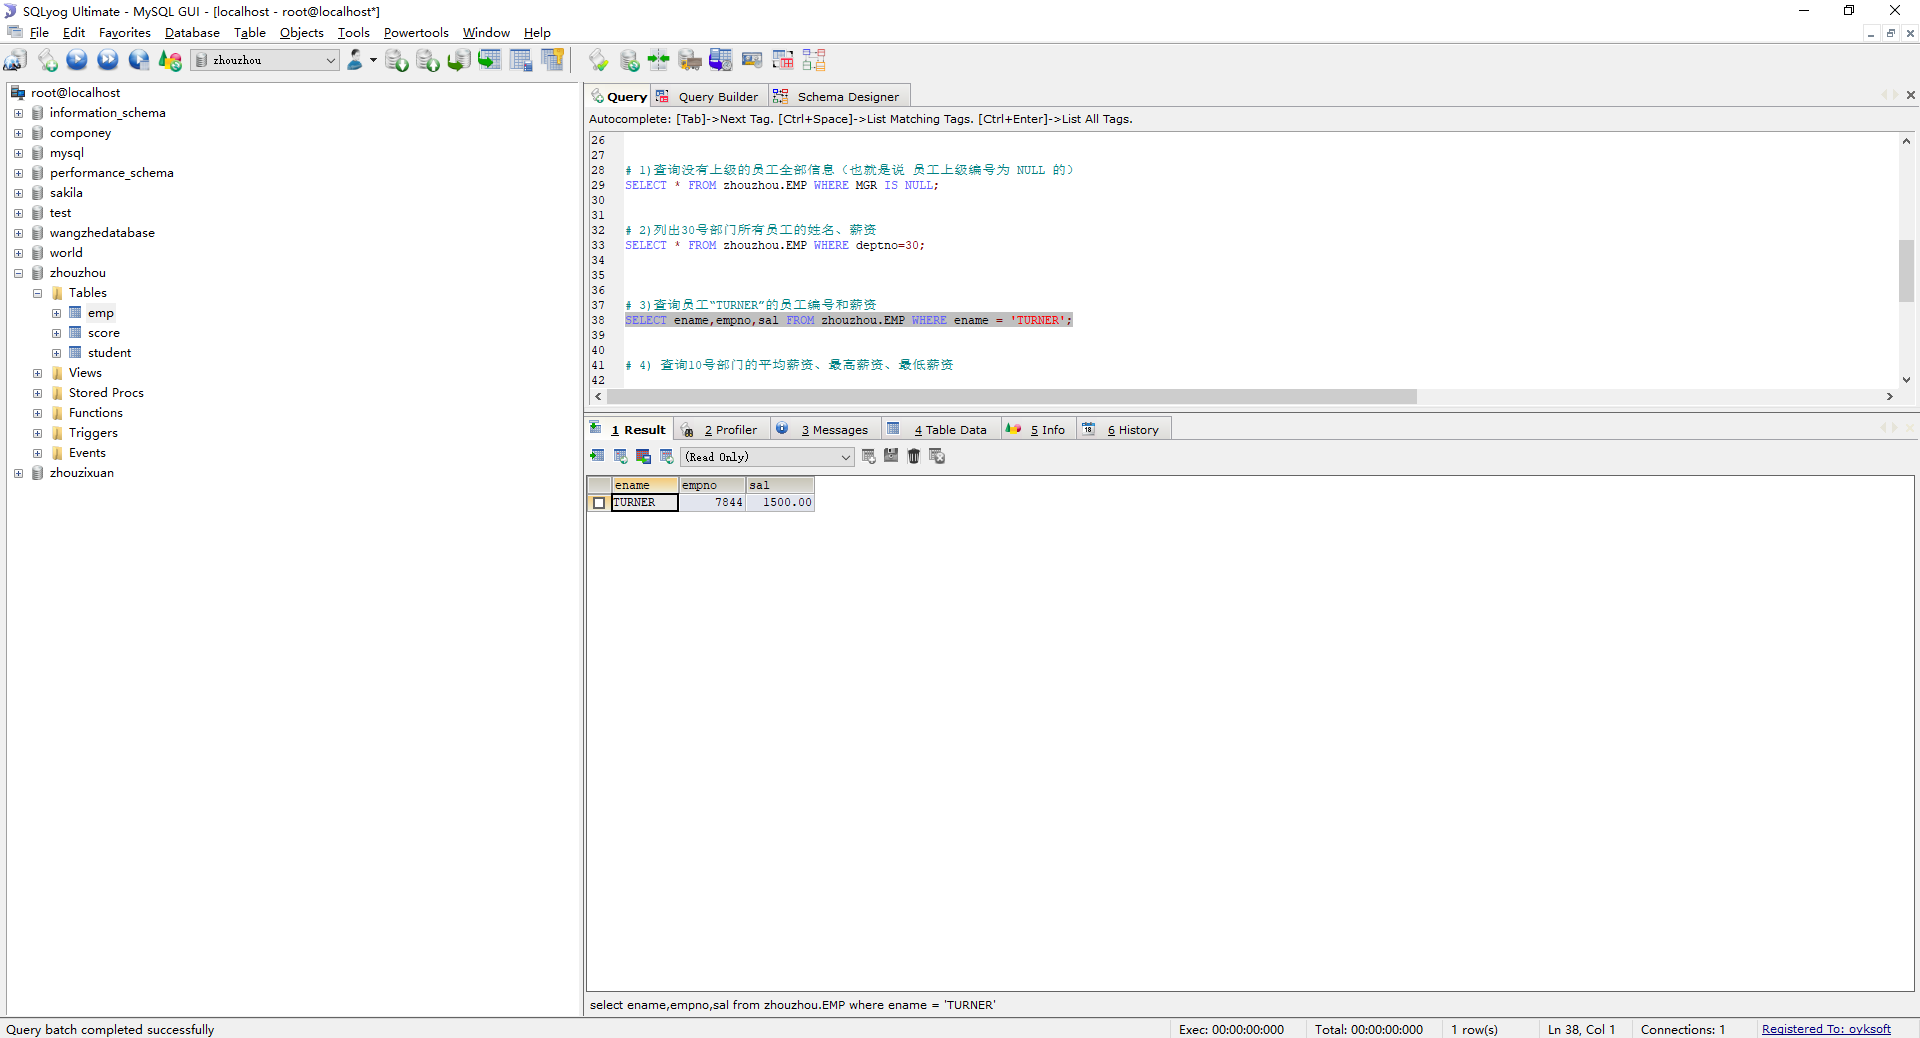 SQLyog Ultimate - MySQL GUI - [localhost - root@localhost*]
File Edit Favorites Database Table Objects Tools Powertools Window Help
zhouzhou
root@localhost
information_schema
componey
mysql
performance_schema
sakila
test
wangzhedatabase
world
zhouzhou
Tables
emp
score
student
Views
Stored Procs
Functions
Triggers
Events
zhouzixuan
Query Query Builder Schema Designer
Autocomplete: [Tab]->Next Tag. [Ctrl+Space]->List Matching Tags. [Ctrl+Enter]->List All Tags.
26
27
28 # 1)查询没有上级的员工全部信息（也就是说 员工上级编号为 NULL 的）
29 SELECT * FROM zhouzhou.EMP WHERE MGR IS NULL;
30
31
32 # 2)列出30号部门所有员工的姓名、薪资
33 SELECT * FROM zhouzhou.EMP WHERE deptno=30;
34
35
36
37 # 3)查询员工“TURNER”的员工编号和薪资
38 SELECT ename,empno,sal FROM zhouzhou.EMP WHERE ename = 'TURNER';
39
40
41 # 4) 查询10号部门的平均薪资、最高薪资、最低薪资
42
1 Result 2 Profiler 3 Messages 4 Table Data 5 Info 6 History
(Read Only)
ename empno sal
TURNER 7844 1500.00
select ename,empno,sal from zhouzhou.EMP where ename = 'TURNER'
Query batch completed successfully Exec: 00:00:00:000 Total: 00:00:00:000 1 row(s) Ln 38, Col 1 Connections: 1 Registered To: ovksoft